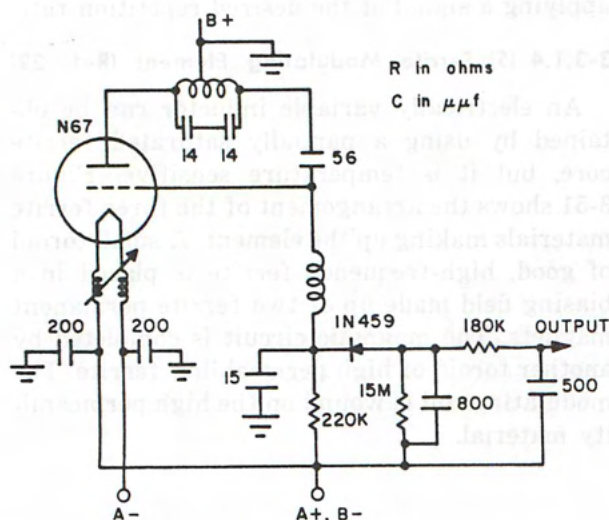 B+
R in ohms
C in μμf
N67
14 14
56
200 200
IN459
180K
OUTPUT
15
15M
800
500
220K
A-
A+, B-